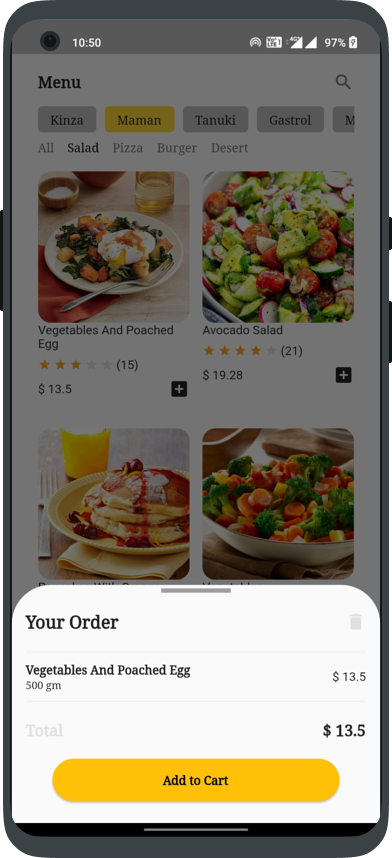 10:50
97%
Menu
Kinza Maman Tanuki Gastrol M
All Salad Pizza Burger Desert
Vegetables And Poached
Egg
(15)
$ 13.5
Avocado Salad
(21)
$ 19.28
Your Order
Vegetables And Poached Egg
500 gm
$ 13.5
Total
$ 13.5
Add to Cart